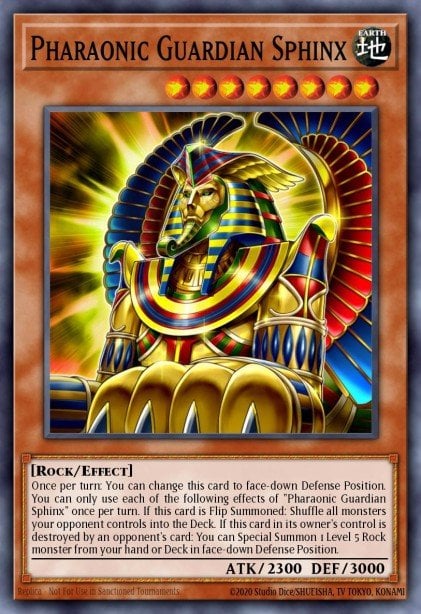 PHARAONIC GUARDIAN SPHINX
EARTH
地
[ROCK/EFFECT]
Once per turn: You can change this card to face-down Defense Position.
You can only use each of the following effects of "Pharaonic Guardian
Sphinx" once per turn. If this card is Flip Summoned: Shuffle all monsters
your opponent controls into the Deck. If this card in its owner's control is
destroyed by an opponent's card: You can Special Summon 1 Level 5 Rock
monster from your hand or Deck in face-down Defense Position.
ATK/2300 DEF/3000
Replica - Not For Use in Sanctioned Tournaments
©2020 Studio Dice/SHUEISHA, TV TOKYO, KONAMI